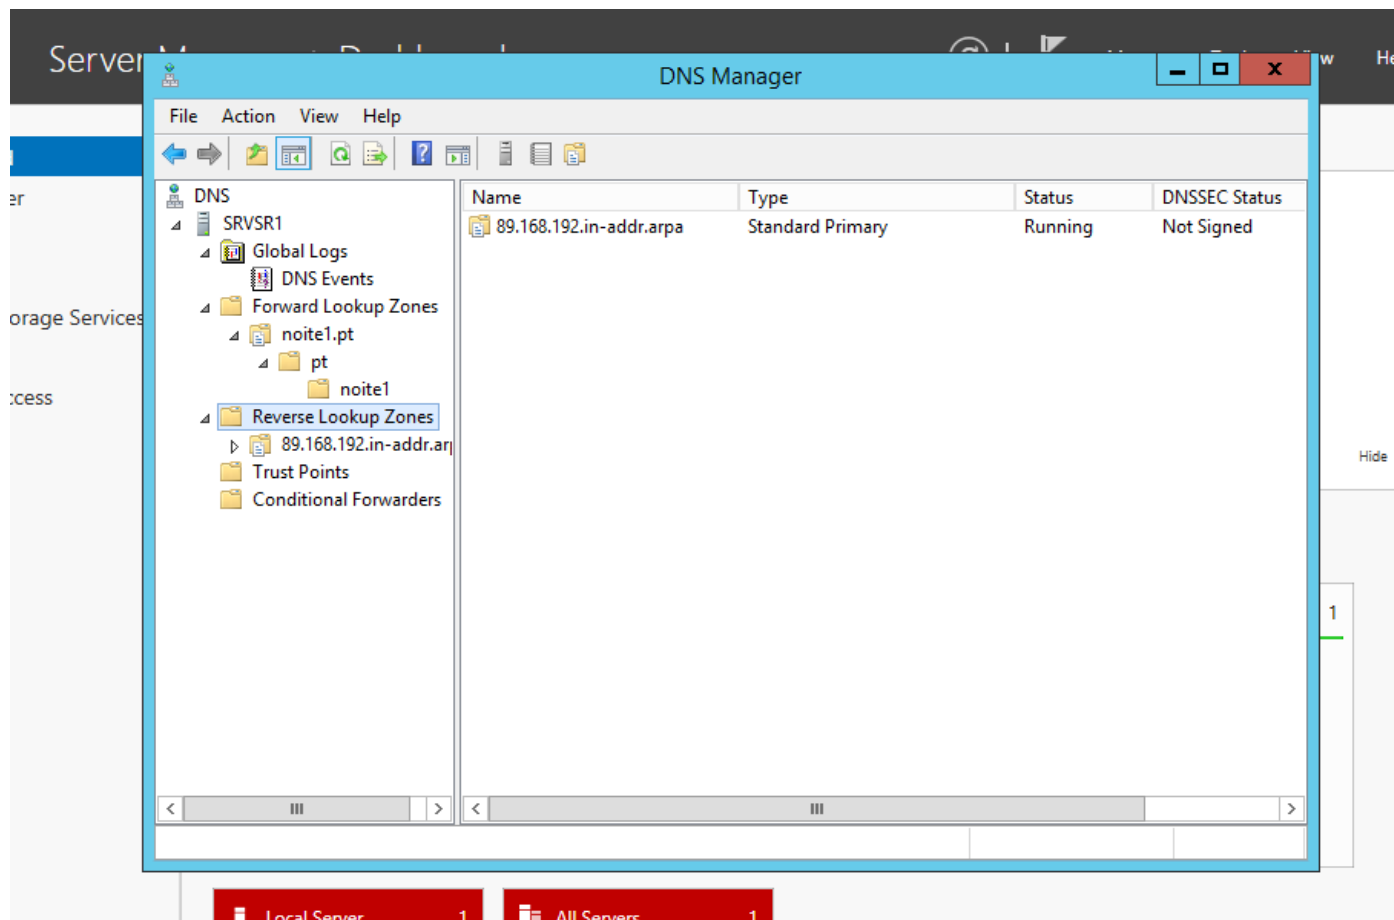 DNS Manager
File Action View Help
DNS
SRVSR1
Global Logs
DNS Events
Forward Lookup Zones
noite1.pt
pt
noite1
Reverse Lookup Zones
89.168.192.in-addr.arp
Trust Points
Conditional Forwarders
Name Type Status DNSSEC Status
89.168.192.in-addr.arpa Standard Primary Running Not Signed
Server
er
orage Services
ccess
w He
Hide
1
Local Server 1
All Servers 1